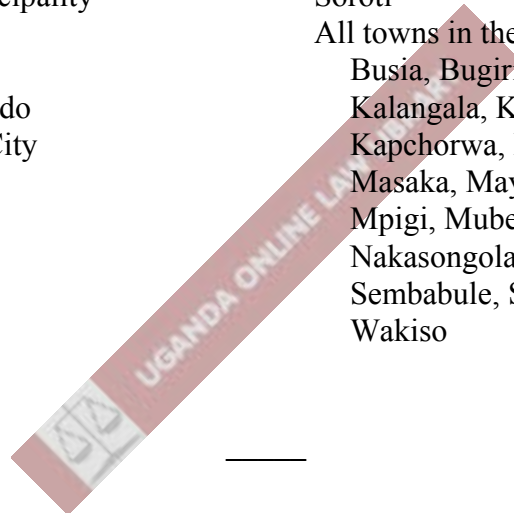 cipality Soroti
All towns in the
Busia, Bugir
do Kalangala, K
City Kapchorwa,
Masaka, May
Mpigi, Mube
Nakasongola
Sembabule, S
Wakiso
UGANDA ONLINE LAW LIBRARY